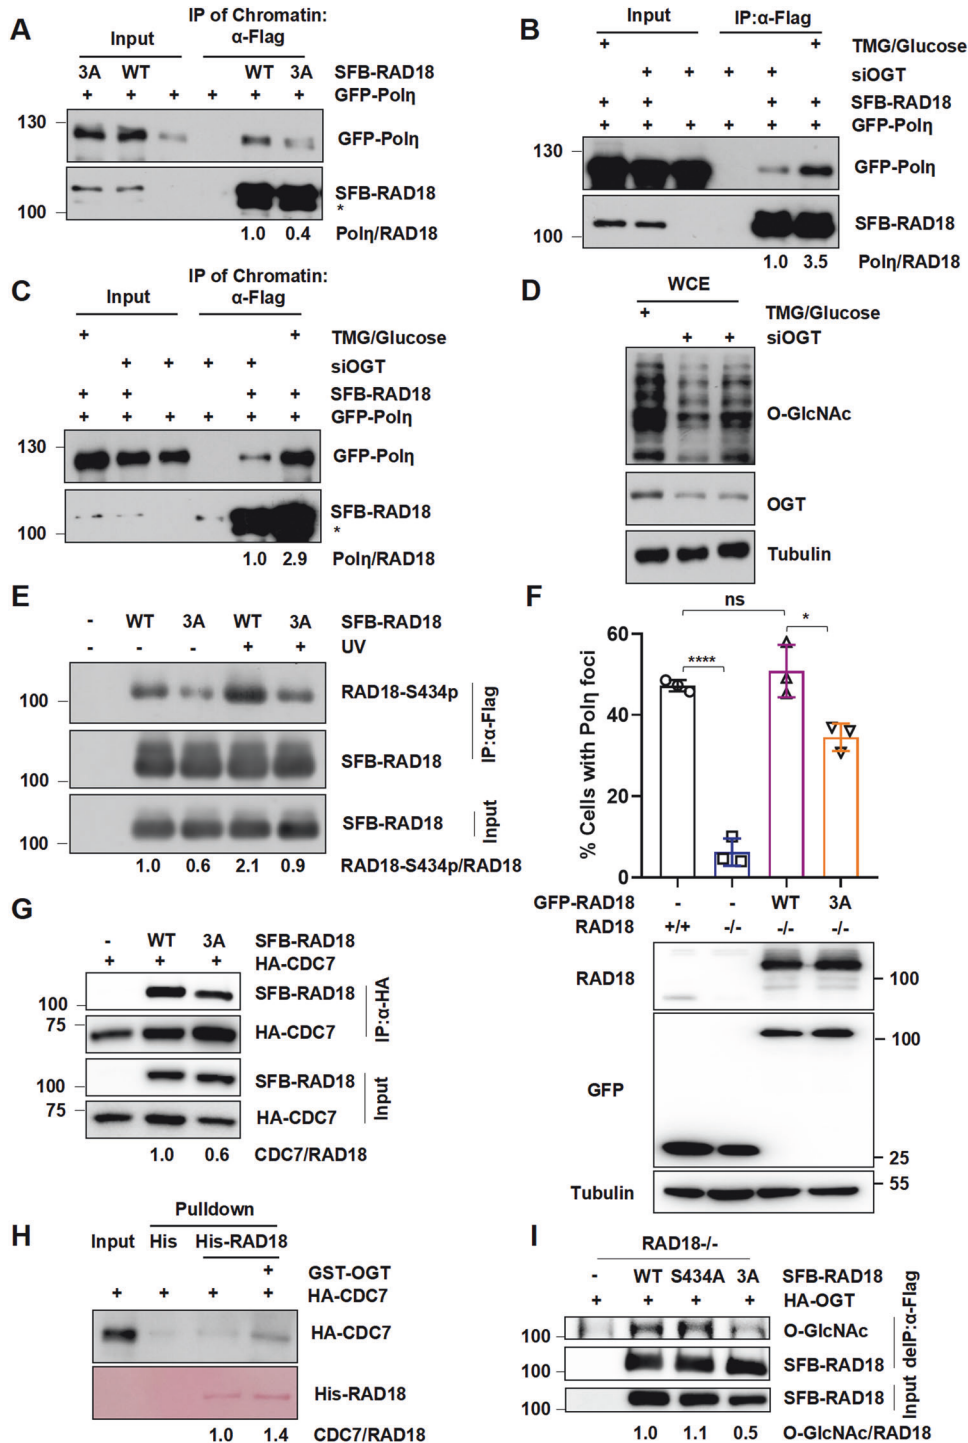 A
IP of Chromatin:
Input
α-Flag
3A WT WT 3A SFB-RAD18
+ + + + + + GFP-Polη
130
GFP-Polη
SFB-RAD18
*
100
1.0 0.4 Polη/RAD18
B
Input IP:α-Flag
+ + TMG/Glucose
+ + + + siOGT
+ + + + SFB-RAD18
+ + + + + + GFP-Polη
130
GFP-Polη
SFB-RAD18
100
1.0 3.5 Polη/RAD18
C
IP of Chromatin:
Input
α-Flag
+ + TMG/Glucose
+ + + + siOGT
+ + + + SFB-RAD18
+ + + + + + GFP-Polη
130
GFP-Polη
SFB-RAD18
*
100
1.0 2.9 Polη/RAD18
D
WCE
+ TMG/Glucose
+ + siOGT
O-GlcNAc
OGT
Tubulin
E
- WT 3A WT 3A SFB-RAD18
- - - + + UV
RAD18-S434p
100
SFB-RAD18
100
IP:α-Flag
SFB-RAD18
100
Input
1.0 0.6 2.1 0.9 RAD18-S434p/RAD18
F
ns
**** *
% Cells with Polη foci
60
40
20
0
GFP-RAD18 - - WT 3A
RAD18 +/+ -/- -/- -/-
RAD18
100
100
GFP
25
55
Tubulin
G
- WT 3A SFB-RAD18
+ + + HA-CDC7
SFB-RAD18
100
75
HA-CDC7
IP:α-HA
SFB-RAD18
100
75
HA-CDC7
Input
1.0 0.6 CDC7/RAD18
H
Pulldown
Input His His-RAD18
+ GST-OGT
+ + + + HA-CDC7
HA-CDC7
His-RAD18
1.0 1.4 CDC7/RAD18
I
RAD18-/-
- WT S434A 3A SFB-RAD18
+ + + + HA-OGT
O-GlcNAc
100
SFB-RAD18
100
deIP:α-Flag
SFB-RAD18
100
Input
1.0 1.1 0.5 O-GlcNAc/RAD18